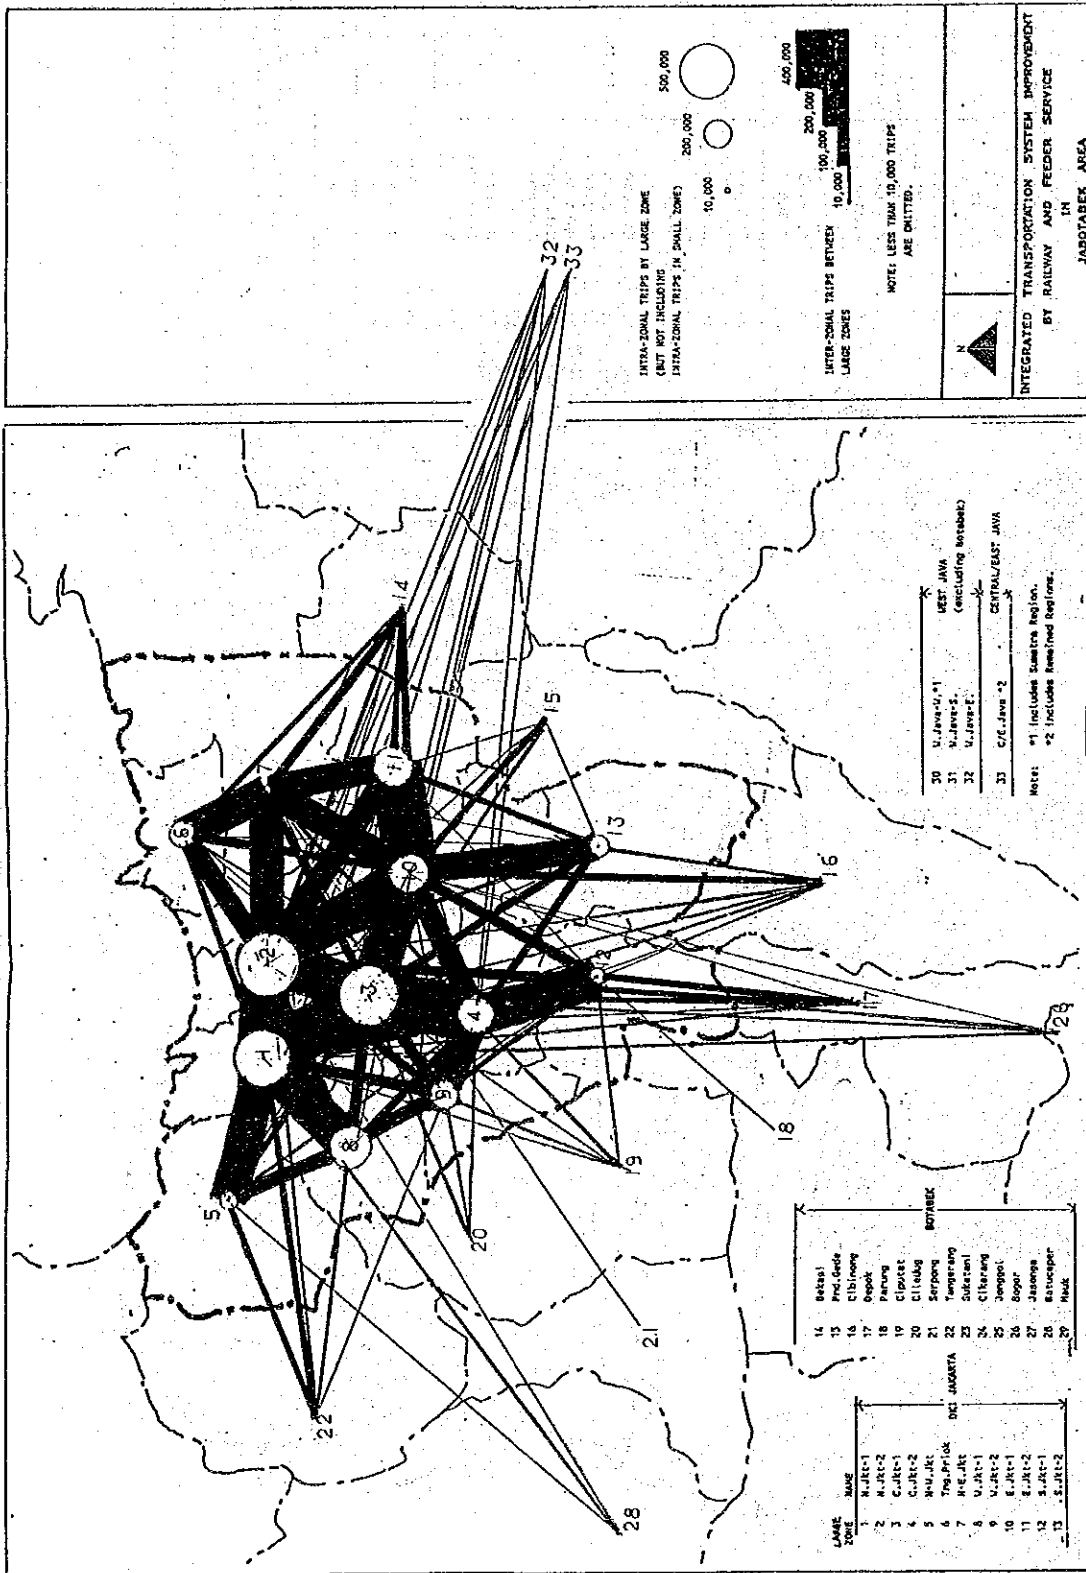 INTRA-ZONAL TRIPS BY LARGE ZONE
(BUT NOT INCLUDING
INTRA-ZONAL TRIPS IN SMALL ZONE)
10,000
200,000
500,000
INTER-ZONAL TRIPS BETWEEN
LARGE ZONES
10,000
100,000
200,000
400,000
NOTE: LESS THAN 10,000 TRIPS
ARE OMITTED.
N
INTEGRATED TRANSPORTATION SYSTEM IMPROVEMENT
BY RAILWAY AND FEEDER SERVICE
IN
JABOTABEK AREA
32
33
14
15
6
7
11
10
13
16
2
3
4
12
17
26
1
9
8
5
18
19
20
21
22
28
30 W.Java-W.*1
31 W.Java-S.
32 W.Java-E.
WEST JAVA
(excluding Botabek)
33 C/E.Java *2
CENTRAL/EAST JAVA
Note: *1 Includes Sumatra Region.
*2 Includes Remained Regions.
LARGE
ZONE NAME
1 N.Jkt-1
2 N.Jkt-2
3 C.Jkt-1
4 C.Jkt-2
5 N-W.Jkt
6 Tng.Priok
7 N-E.Jkt
8 W.Jkt-1
9 W.Jkt-2
10 E.Jkt-1
11 E.Jkt-2
12 S.Jkt-1
13 S.Jkt-2
DKI JAKARTA
14 Bekasi
15 Pnd.Gede
16 Cibinong
17 Depok
18 Parung
19 Ciputat
20 Ciledug
21 Serpong
22 Tangerang
23 Sukatani
24 Cikarang
25 Jonggol
26 Bogor
27 Jasonga
28 Batuceper
29 Mauk
BOTABEK